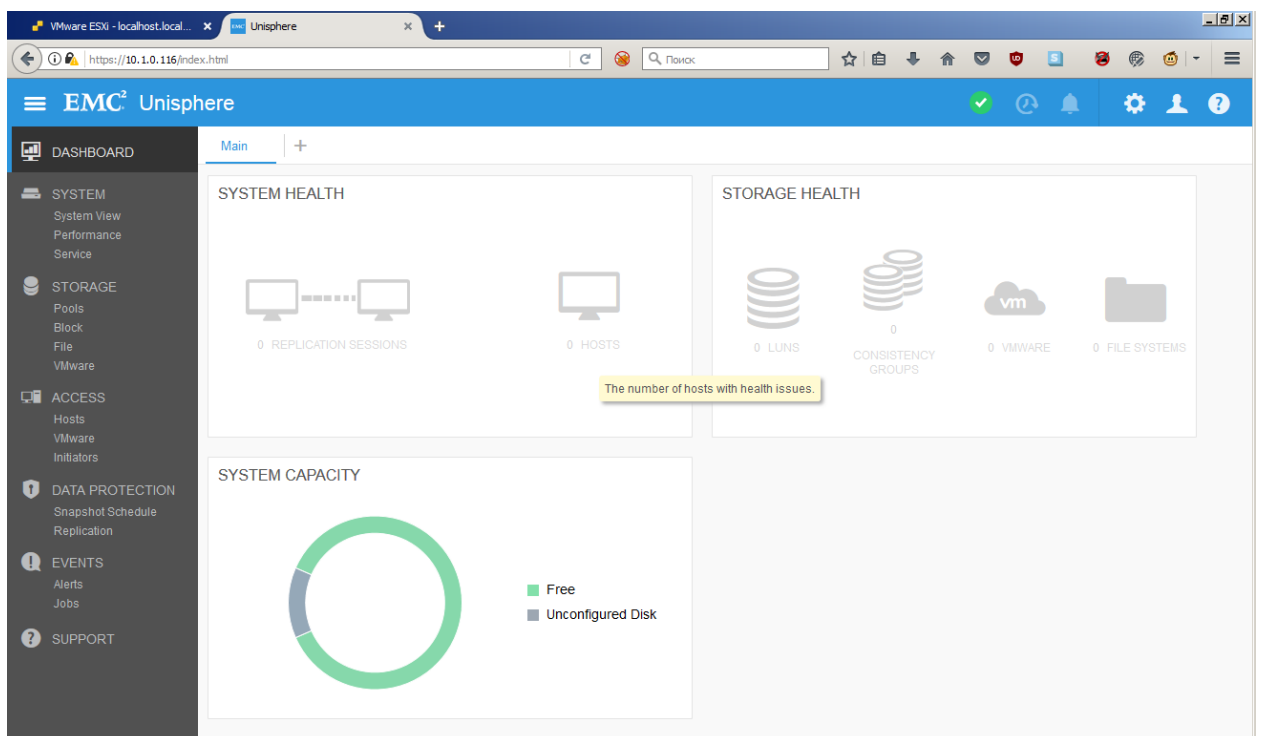 VMware ESXi - localhost.local...
Unisphere
https://10.1.0.116/index.html
Поиск
EMC² Unisphere
DASHBOARD
SYSTEM
System View
Performance
Service
STORAGE
Pools
Block
File
VMware
ACCESS
Hosts
VMware
Initiators
DATA PROTECTION
Snapshot Schedule
Replication
EVENTS
Alerts
Jobs
SUPPORT
Main
SYSTEM HEALTH
0 REPLICATION SESSIONS
0 HOSTS
The number of hosts with health issues.
STORAGE HEALTH
0 LUNS
0
CONSISTENCY
GROUPS
vm
0 VMWARE
0 FILE SYSTEMS
SYSTEM CAPACITY
Free
Unconfigured Disk